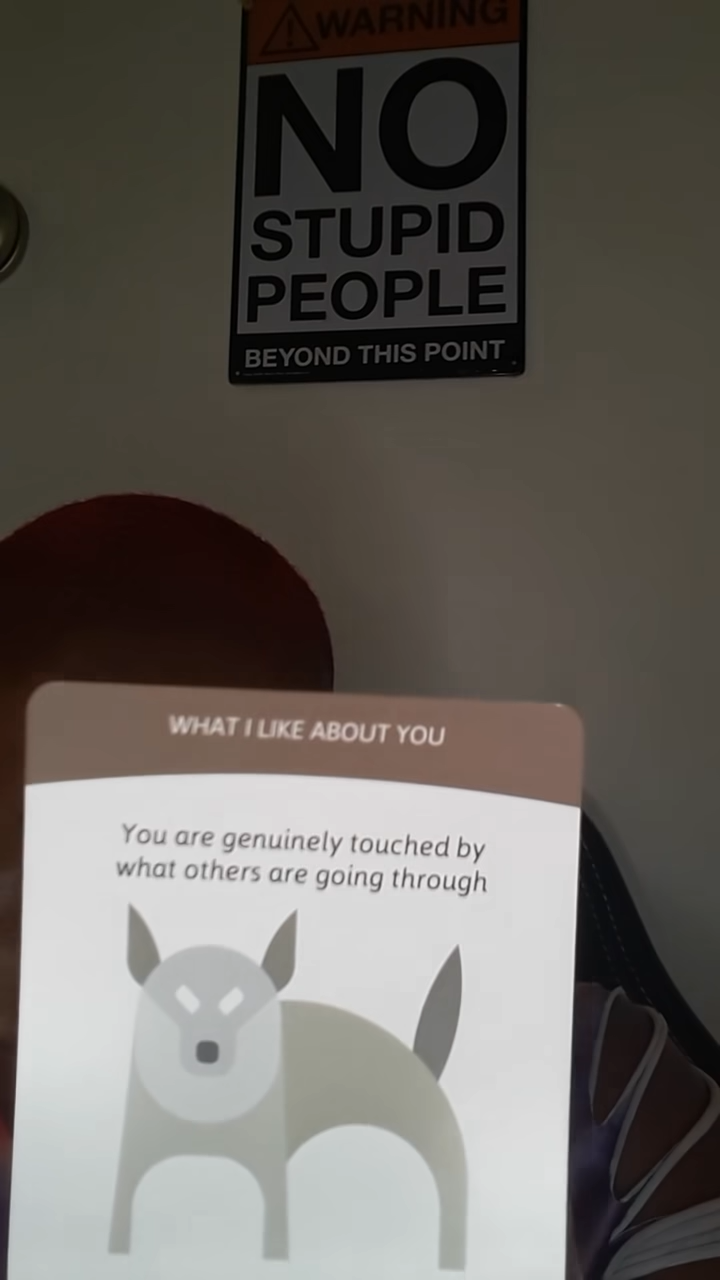 WARNING
NO
STUPID
PEOPLE
BEYOND THIS POINT
WHAT I LIKE ABOUT YOU
You are genuinely touched by
what others are going through